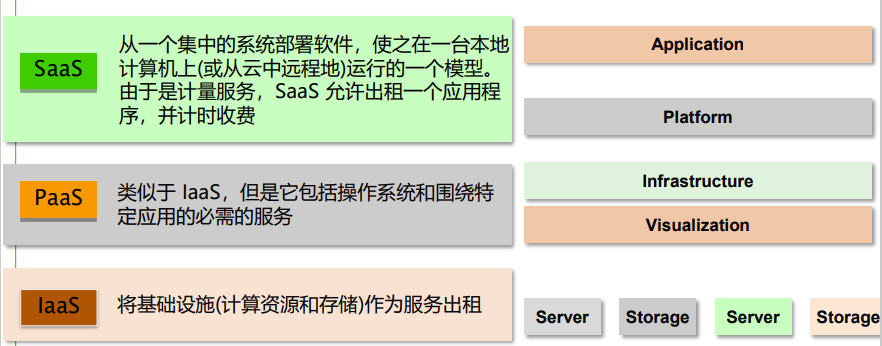 SaaS
从一个集中的系统部署软件，使之在一台本地
计算机上(或从云中远程地)运行的一个模型。
由于是计量服务，SaaS 允许出租一个应用程
序，并计时收费
PaaS
类似于 IaaS，但是它包括操作系统和围绕特
定应用的必需的服务
IaaS
将基础设施(计算资源和存储)作为服务出租
Application
Platform
Infrastructure
Visualization
Server
Storage
Server
Storage